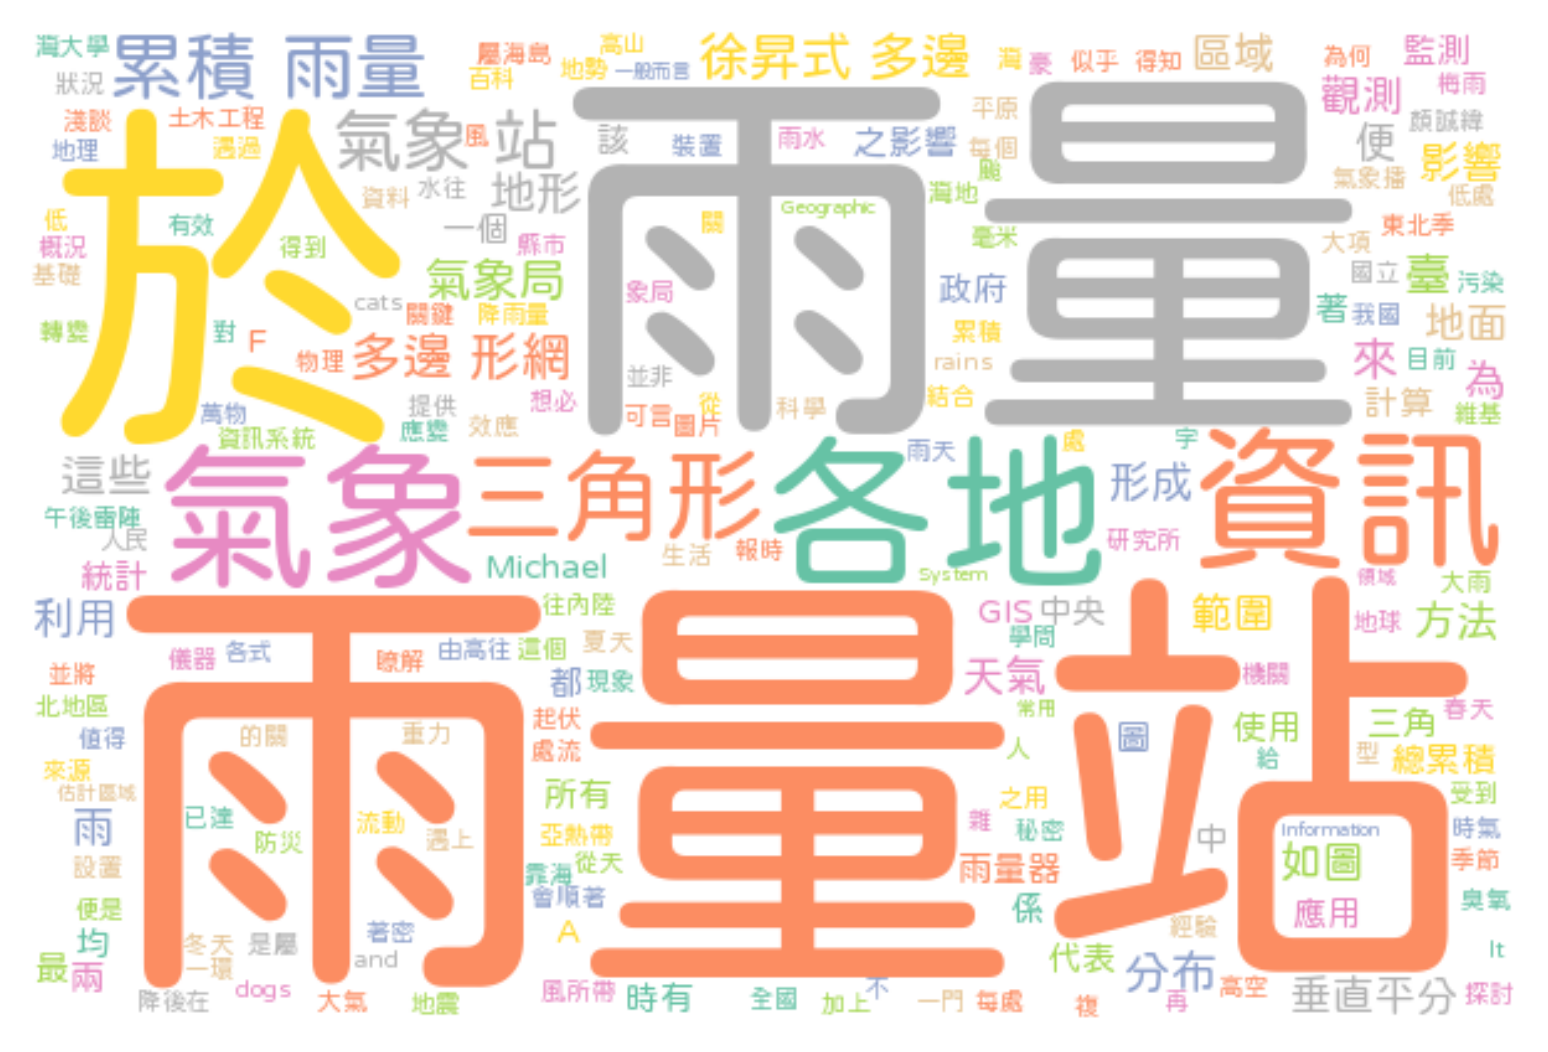 灣大學 累積 雨量 屬海島 高山 徐昇式 多邊 灣 豪 似乎 得知 區域 為何 監測
狀況 百科 地勢 一般而言 觀測 梅雨
淺談 土木工程 氣象 風 站 該 裝置 雨水 之影響 平原 每個 便 顏誠緯
地理 遇過 影響
資料 水往 地形 颱 灣地 氣象播 低處
於 雨量
低 有效 一個 關 Geographic 毫米 東北季
概況 得到 縣市 大項
基礎 氣象局 象局 政府 國立 臺 污染
cats 關鍵 降雨量 著 我國 地面
轉變 對 F 累積
物理 多邊 形網 並非 rains 來 目前 為
萬物 提供 想必 可言 圖片 從 科學 結合 計算 維基
資訊系統 應變 效應
這些 氣象 三角形 各地 雨天 處 字 形成 資訊
午後雷陣
人民 生活 報時 研究所
統計 Michael System 領域 大雨
利用 往內陸 GIS 中央 範圍 地球 方法
雨量站
儀器 各式 瞭解 由高往 這個 夏天 學問
並將 都 現象 天氣 機關
北地區 起伏 常用 春天
值得 的關 重力 處流 人 圖 使用 三角
來源 給 型 總累積
估計區域 所有 之用 受到
雨 已達 防災 流動 遇上 亞熱帶 雜 秘密 中 Information 時氣
設置 靠海 從天 雨量器 如圖 季節
便是 會順著 係 應用 臭氧
均 冬天 是屬 著密 A 經驗
最 兩 一環 and 代表 分布 It
降後在 dogs 大氣 地震 風所帶 時有 全國 加上 不 一門 每處 複 再 高空 垂直平分 探討